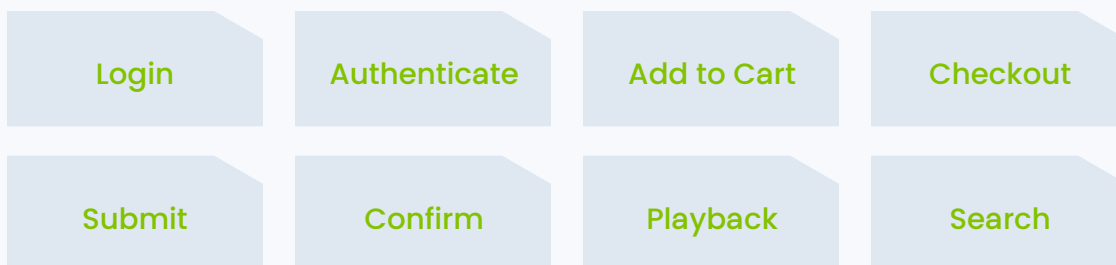 Login
Authenticate
Add to Cart
Checkout
Submit
Confirm
Playback
Search